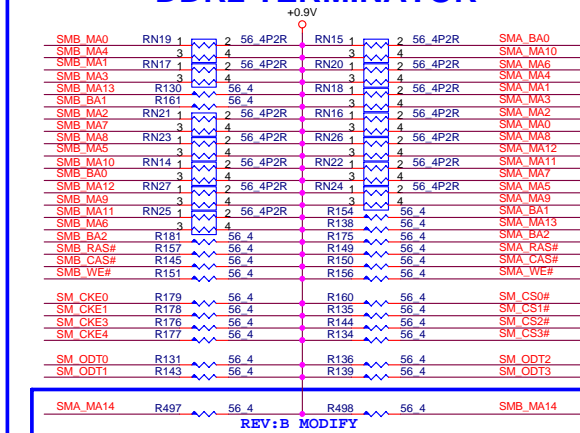 +0.9V
SMB_MA0 RN19 1 2 56_4P2R RN15 1 2 56_4P2R SMA_BA0
SMB_MA4 3 4 3 4 SMA_MA10
SMB_MA1 RN17 1 2 56_4P2R RN20 1 2 56_4P2R SMA_MA6
SMB_MA3 3 4 3 4 SMA_MA4
SMB_MA13 R130 56_4 RN18 1 2 56_4P2R SMA_MA1
SMB_BA1 R161 56_4 3 4 SMA_MA3
SMB_MA2 RN21 1 2 56_4P2R RN16 1 2 56_4P2R SMA_MA2
SMB_MA7 3 4 3 4 SMA_MA0
SMB_MA8 RN23 1 2 56_4P2R RN26 1 2 56_4P2R SMA_MA8
SMB_MA5 3 4 3 4 SMA_MA12
SMB_MA10 RN14 1 2 56_4P2R RN22 1 2 56_4P2R SMA_MA11
SMB_BA0 3 4 3 4 SMA_MA7
SMB_MA12 RN27 1 2 56_4P2R RN24 1 2 56_4P2R SMA_MA5
SMB_MA9 3 4 3 4 SMA_MA9
SMB_MA11 RN25 1 2 56_4P2R R154 56_4 SMA_BA1
SMB_MA6 3 4 R138 56_4 SMA_MA13
SMB_BA2 R181 56_4 R175 56_4 SMA_BA2
SMB_RAS# R157 56_4 R149 56_4 SMA_RAS#
SMB_CAS# R145 56_4 R150 56_4 SMA_CAS#
SMB_WE# R151 56_4 R156 56_4 SMA_WE#
SM_CKE0 R179 56_4 R160 56_4 SM_CS0#
SM_CKE1 R178 56_4 R135 56_4 SM_CS1#
SM_CKE3 R176 56_4 R144 56_4 SM_CS2#
SM_CKE4 R177 56_4 R134 56_4 SM_CS3#
SM_ODT0 R131 56_4 R136 56_4 SM_ODT2
SM_ODT1 R143 56_4 R139 56_4 SM_ODT3
SMA_MA14 R497 56_4 R498 56_4 SMB_MA14
REV:B MODIFY